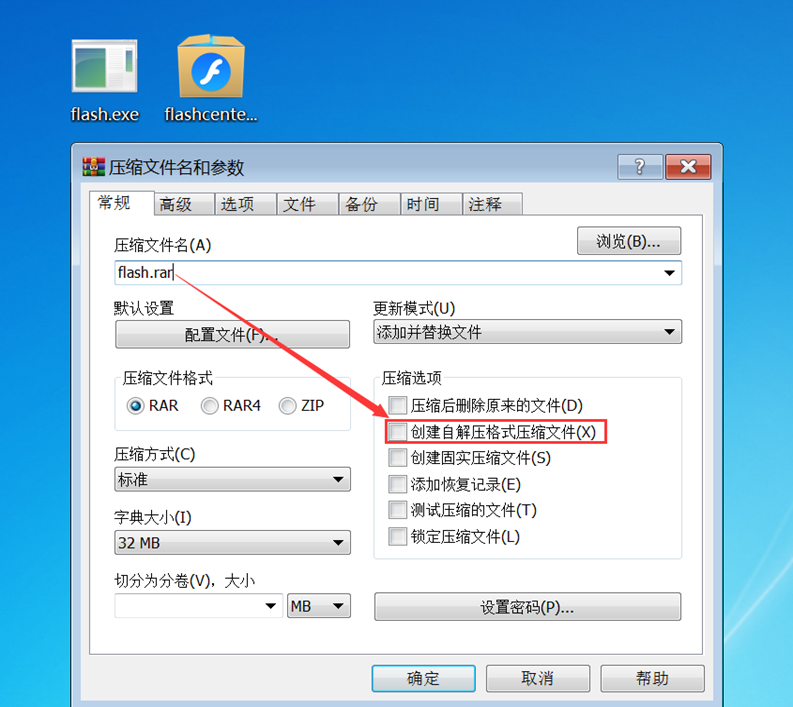 flash.exe
flashcente...
压缩文件名和参数
常规 高级 选项 文件 备份 时间 注释
压缩文件名(A)
浏览(B)...
flash.rar
默认设置
配置文件(F)...
更新模式(U)
添加并替换文件
压缩文件格式
RAR RAR4 ZIP
压缩方式(C)
标准
字典大小(I)
32 MB
切分为分卷(V)，大小
MB
压缩选项
压缩后删除原来的文件(D)
创建自解压格式压缩文件(X)
创建固实压缩文件(S)
添加恢复记录(E)
测试压缩的文件(T)
锁定压缩文件(L)
设置密码(P)...
确定 取消 帮助